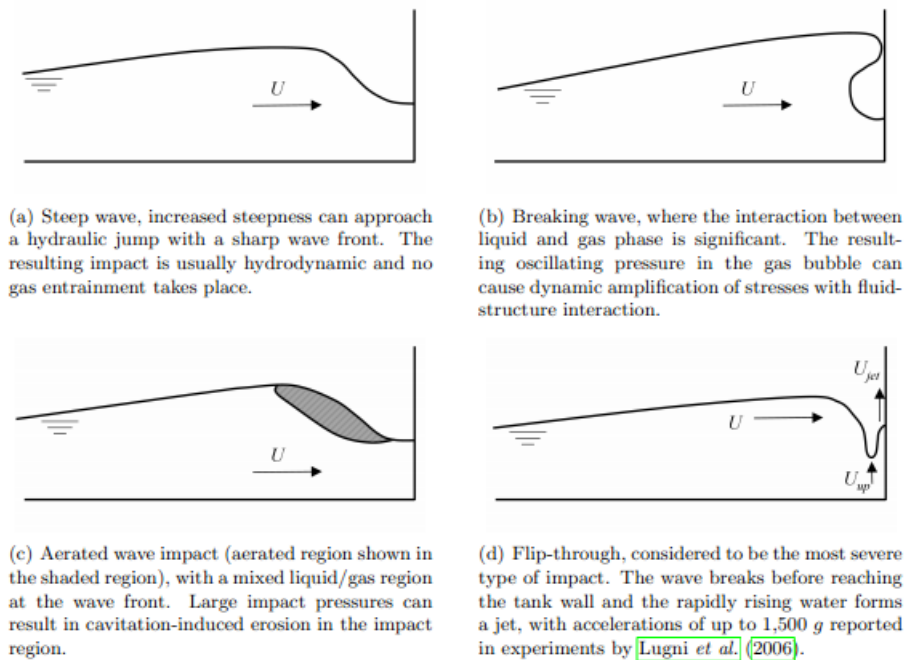 U
U
(a) Steep wave, increased steepness can approach
a hydraulic jump with a sharp wave front. The
resulting impact is usually hydrodynamic and no
gas entrainment takes place.
(b) Breaking wave, where the interaction between
liquid and gas phase is significant. The result-
ing oscillating pressure in the gas bubble can
cause dynamic amplification of stresses with fluid-
structure interaction.
U
U
U_jet
U_up
(c) Aerated wave impact (aerated region shown in
the shaded region), with a mixed liquid/gas region
at the wave front. Large impact pressures can
result in cavitation-induced erosion in the impact
region.
(d) Flip-through, considered to be the most severe
type of impact. The wave breaks before reaching
the tank wall and the rapidly rising water forms
a jet, with accelerations of up to 1,500 g reported
in experiments by Lugni et al. (2006).